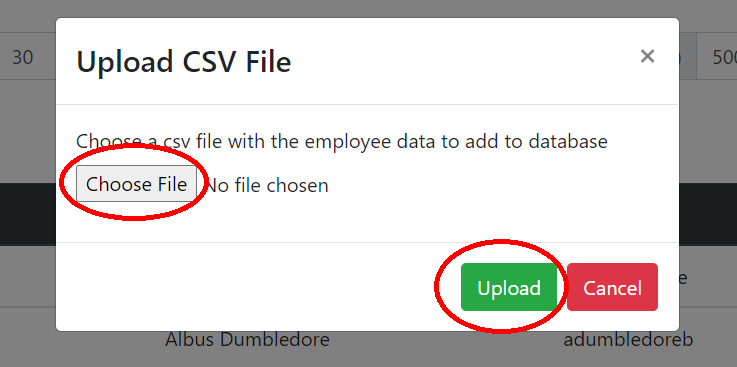 30
Upload CSV File
×
500
Choose a csv file with the employee data to add to database
Choose File No file chosen
Upload Cancel
Albus Dumbledore adumbledoreb